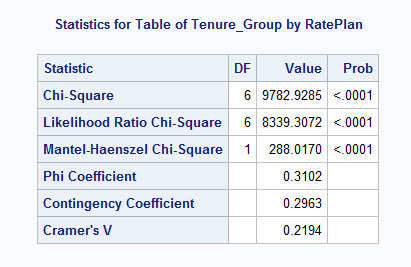 Statistics for Table of Tenure_Group by RatePlan
Statistic DF Value Prob
Chi-Square 6 9782.9285 <.0001
Likelihood Ratio Chi-Square 6 8339.3072 <.0001
Mantel-Haenszel Chi-Square 1 288.0170 <.0001
Phi Coefficient 0.3102
Contingency Coefficient 0.2963
Cramer's V 0.2194